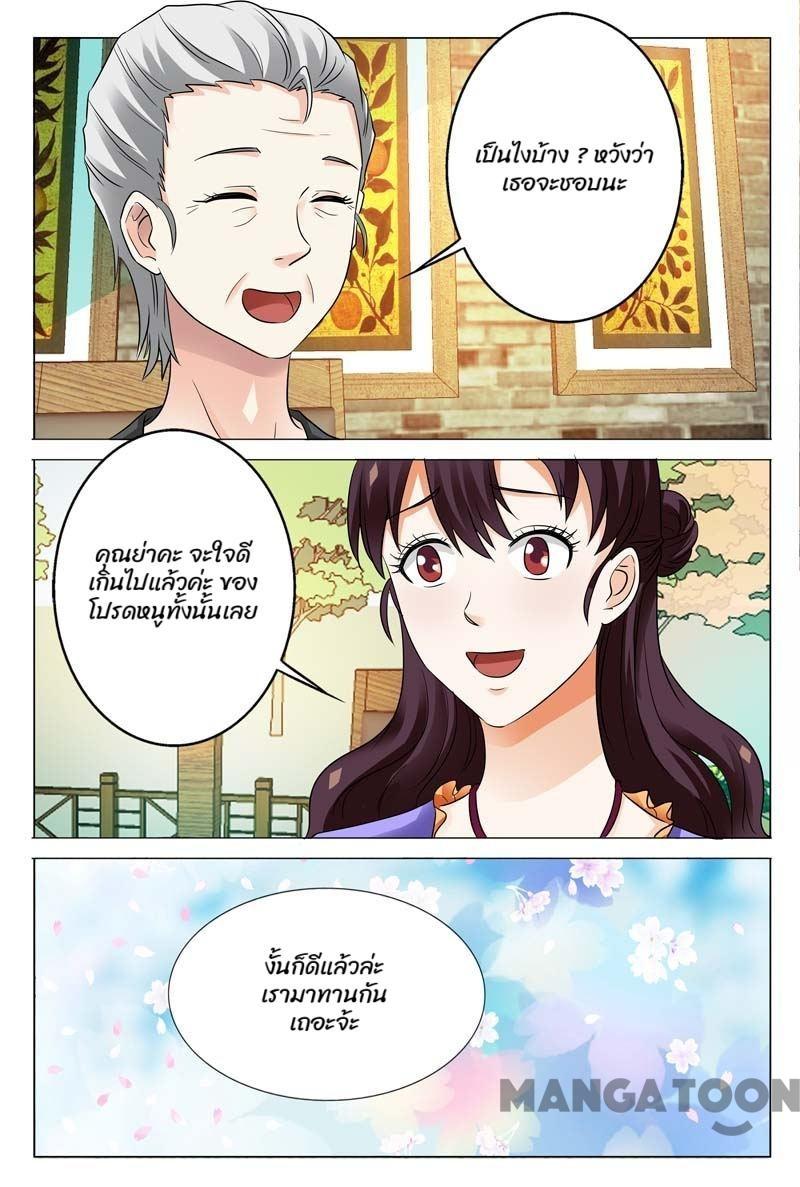 เป็นไงบ้าง ? หวังว่า
เธอจะชอบนะ
คุณย่าคะ จะใจดี
เกินไปแล้วค่ะ ของ
โปรดหนูทั้งนั้นเลย
งั้นก็ดีแล้วล่ะ
เรามาทานกัน
เถอะจ้ะ
MANGATOON